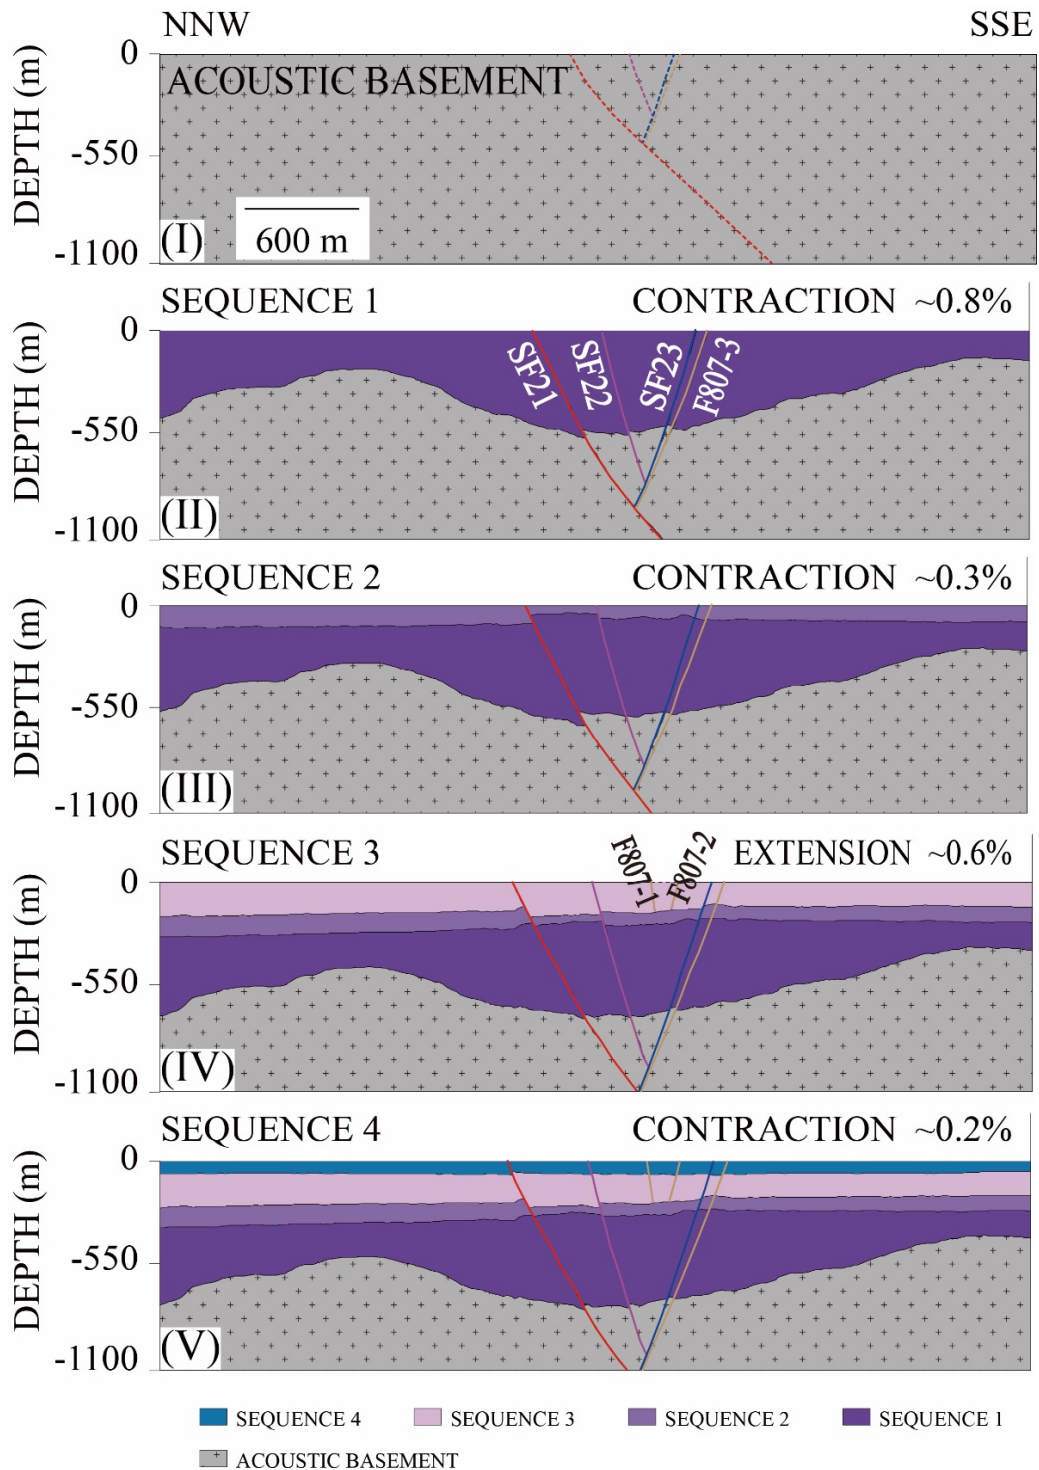 NNW SSE
DEPTH (m)
0
-550
-1100
ACOUSTIC BASEMENT
600 m
(I)
SEQUENCE 1 CONTRACTION ~0.8%
DEPTH (m)
0
-550
-1100
SF21
SF22
SF23
F807-3
(II)
SEQUENCE 2 CONTRACTION ~0.3%
DEPTH (m)
0
-550
-1100
(III)
SEQUENCE 3 EXTENSION ~0.6%
DEPTH (m)
0
-550
-1100
F807-1
F807-2
(IV)
SEQUENCE 4 CONTRACTION ~0.2%
DEPTH (m)
0
-550
-1100
(V)
SEQUENCE 4 SEQUENCE 3 SEQUENCE 2 SEQUENCE 1
ACOUSTIC BASEMENT